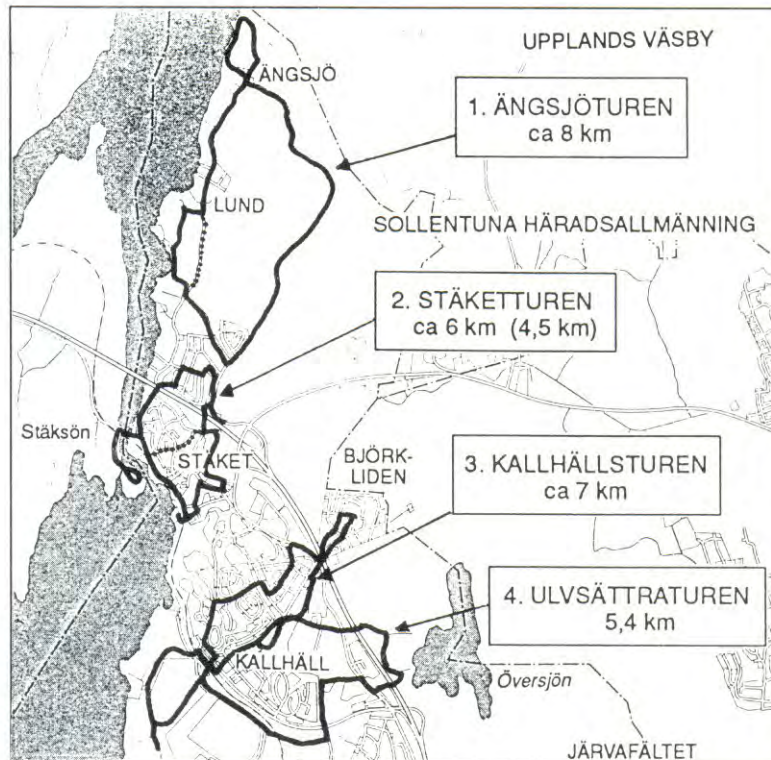 UPPLANDS VÄSBY
ÄNGSJÖ
1. ÄNGSJÖTUREN
ca 8 km
LUND
SOLLENTUNA HÄRADSALLMÄNNING
2. STÄKETTUREN
ca 6 km (4,5 km)
Stäksön
STÄKET
BJÖRK-
LIDEN
3. KALLHÄLLSTUREN
ca 7 km
4. ULVSÄTTRATUREN
5,4 km
KALLHÄLL
Översjön
JÄRVAFÄLTET